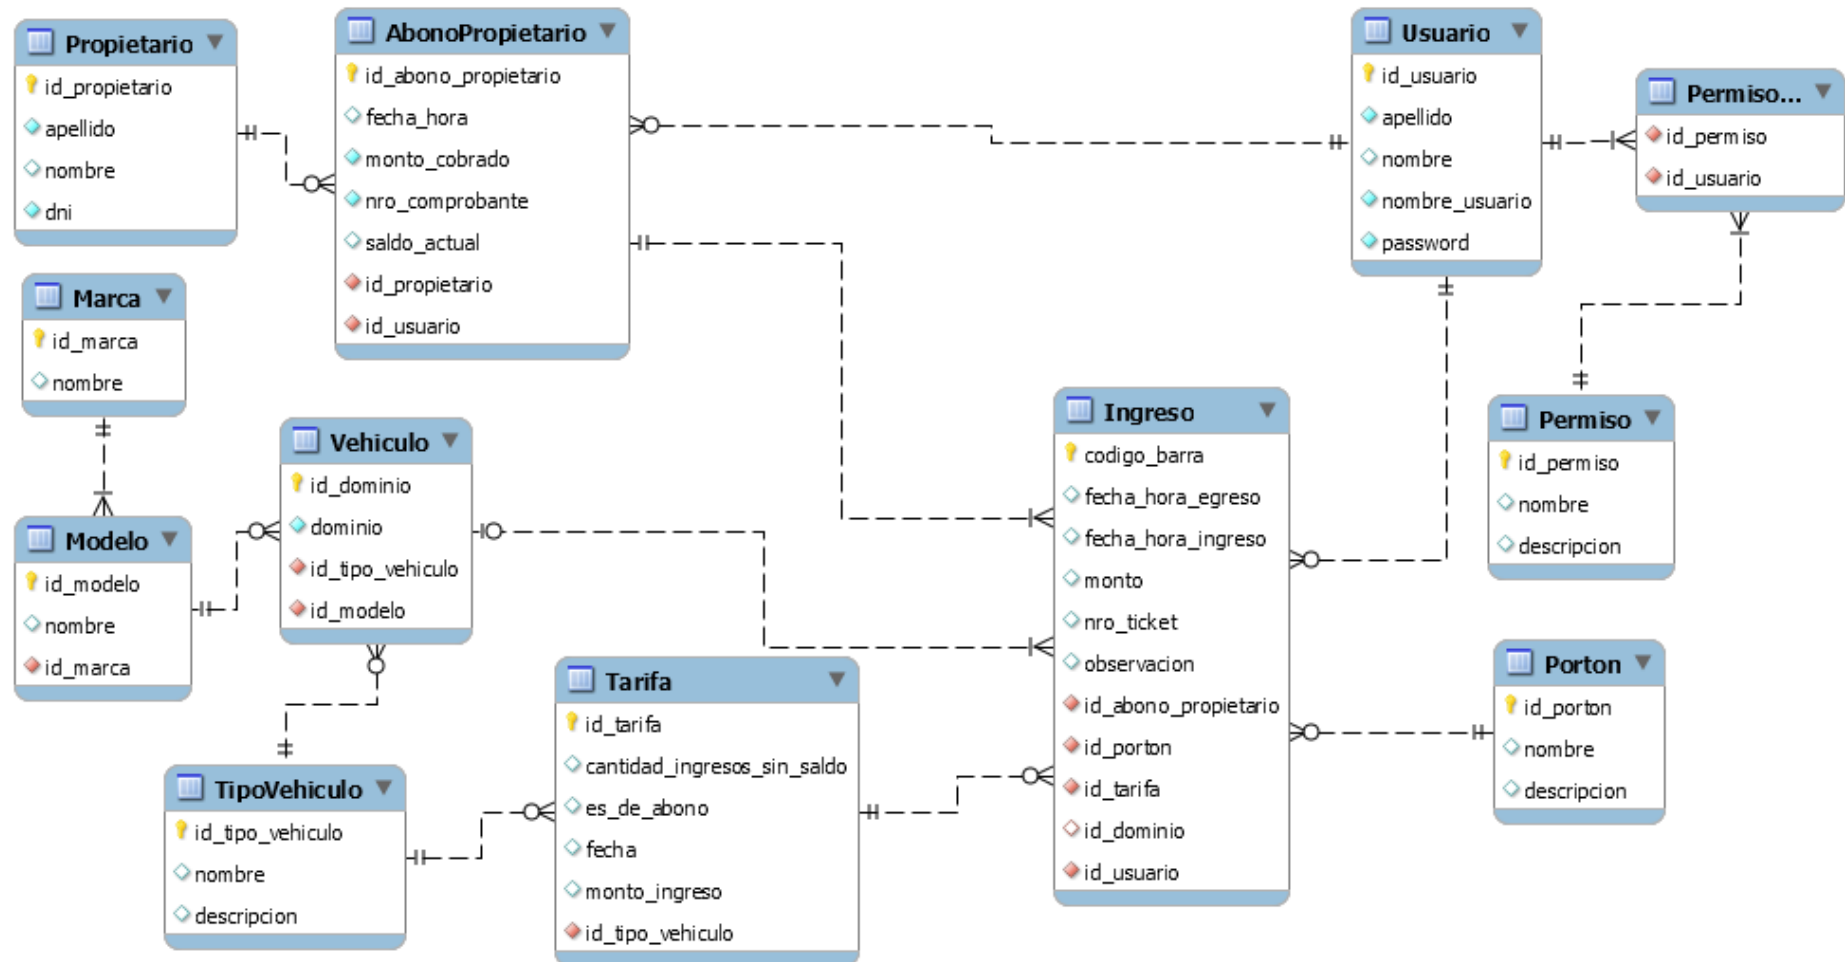 Propietario
id_propietario
apellido
nombre
dni
AbonoPropietario
id_abono_propietario
fecha_hora
monto_cobrado
nro_comprobante
saldo_actual
id_propietario
id_usuario
Usuario
id_usuario
apellido
nombre
nombre_usuario
password
Permiso...
id_permiso
id_usuario
Marca
id_marca
nombre
Vehiculo
id_dominio
dominio
id_tipo_vehiculo
id_modelo
Ingreso
codigo_barra
fecha_hora_egreso
fecha_hora_ingreso
monto
nro_ticket
observacion
id_abono_propietario
id_porton
id_tarifa
id_dominio
id_usuario
Permiso
id_permiso
nombre
descripcion
Modelo
id_modelo
nombre
id_marca
Tarifa
id_tarifa
cantidad_ingresos_sin_saldo
es_de_abono
fecha
monto_ingreso
id_tipo_vehiculo
Porton
id_porton
nombre
descripcion
TipoVehiculo
id_tipo_vehiculo
nombre
descripcion